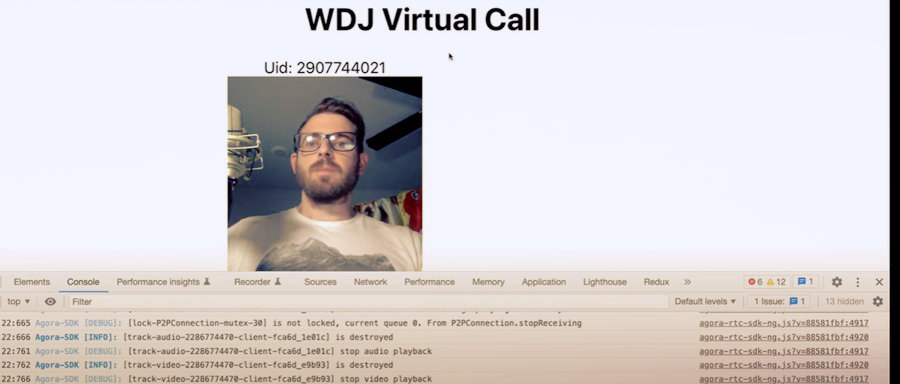 WDJ Virtual Call
Uid: 2907744021
Elements Console Performance insights Recorder Sources Network Performance Memory Application Lighthouse Redux » 6 12 1
top Filter Default levels 1 Issue: 1 13 hidden
22:665 Agora-SDK [DEBUG]: [lock-P2PConnection-mutex-30] is not locked, current queue 0. From P2PConnection.stopReceiving agora-rtc-sdk-ng.js?v=88581fbf:4917
22:666 Agora-SDK [INFO]: [track-audio-2286774470-client-fca6d_1e01c] is destroyed agora-rtc-sdk-ng.js?v=88581fbf:4920
22:761 Agora-SDK [DEBUG]: [track-audio-2286774470-client-fca6d_1e01c] stop audio playback agora-rtc-sdk-ng.js?v=88581fbf:4917
22:762 Agora-SDK [INFO]: [track-video-2286774470-client-fca6d_e9b93] is destroyed agora-rtc-sdk-ng.js?v=88581fbf:4920
22:766 Agora-SDK [DEBUG]: [track-video-2286774470-client-fca6d_e9b93] stop video playback agora-rtc-sdk-ng.js?v=88581fbf:4917